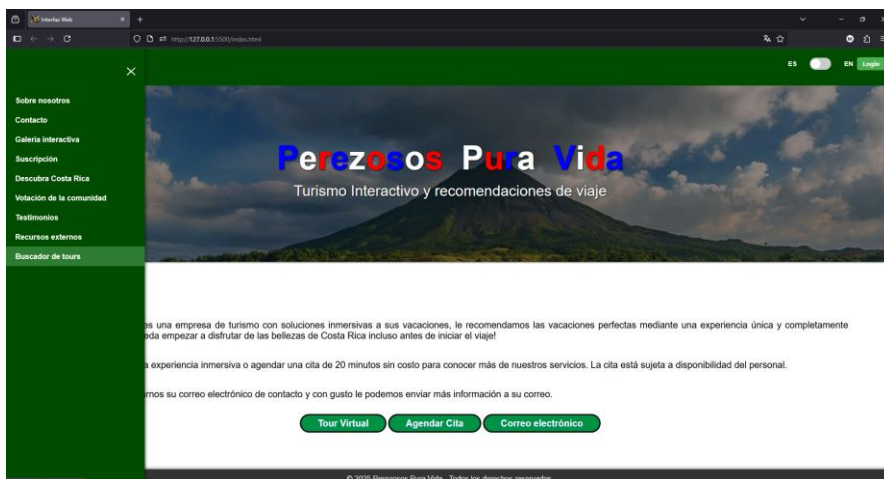 Interfaz Web
http://127.0.0.1:5500/index.html
ES EN Login
Sobre nosotros
Contacto
Galería interactiva
Suscripción
Descubra Costa Rica
Votación de la comunidad
Testimonios
Recursos externos
Buscador de tours
Perezosos Pura Vida
Turismo Interactivo y recomendaciones de viaje
es una empresa de turismo con soluciones inmersivas a sus vacaciones, le recomendamos las vacaciones perfectas mediante una experiencia única y completamente
eda empezar a disfrutar de las bellezas de Costa Rica incluso antes de iniciar el viaje!
a experiencia inmersiva o agendar una cita de 20 minutos sin costo para conocer más de nuestros servicios. La cita está sujeta a disponibilidad del personal.
rnos su correo electrónico de contacto y con gusto le podemos enviar más información a su correo.
Tour Virtual Agendar Cita Correo electrónico
© 2025 Perezosos Pura Vida - Todos los derechos reservados